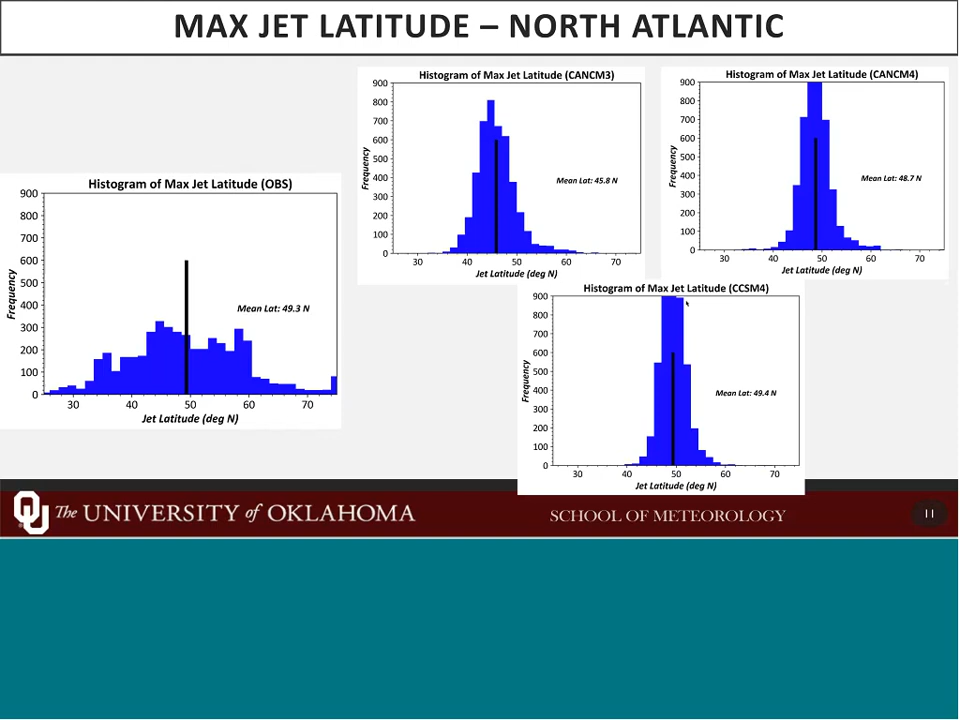 MAX JET LATITUDE – NORTH ATLANTIC
Histogram of Max Jet Latitude (OBS)
Frequency
900
800
700
600
500
400
300
200
100
0
Mean Lat: 49.3 N
30 40 50 60 70
Jet Latitude (deg N)
Histogram of Max Jet Latitude (CANCM3)
Frequency
900
800
700
600
500
400
300
200
100
0
Mean Lat: 45.8 N
30 40 50 60 70
Jet Latitude (deg N)
Histogram of Max Jet Latitude (CANCM4)
Frequency
900
800
700
600
500
400
300
200
100
0
Mean Lat: 48.7 N
30 40 50 60 70
Jet Latitude (deg N)
Histogram of Max Jet Latitude (CCSM4)
Frequency
900
800
700
600
500
400
300
200
100
0
Mean Lat: 49.4 N
30 40 50 60 70
Jet Latitude (deg N)
OU The UNIVERSITY of OKLAHOMA
SCHOOL OF METEOROLOGY
11